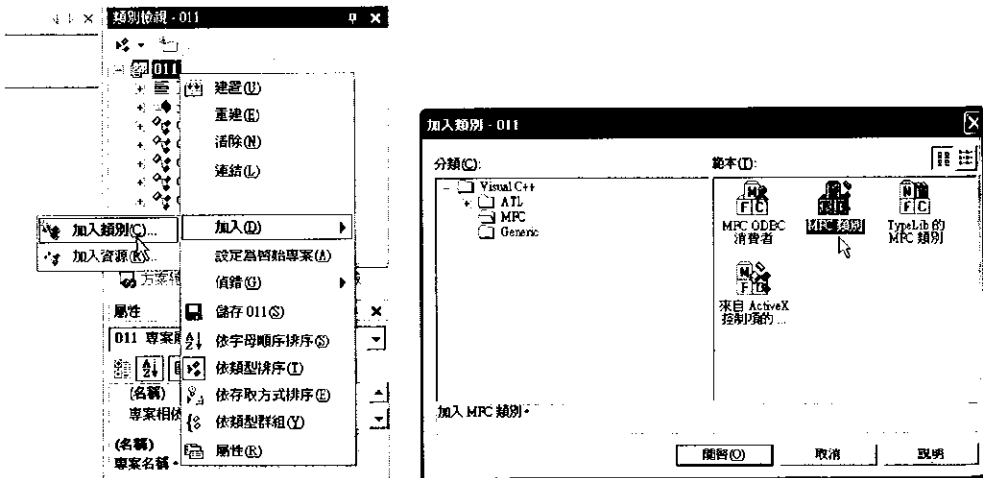 類別檢視 - 011
011
建置(U)
重建(E)
清除(N)
連結(L)
加入(D)
加入類別(C)...
加入資源(R)...
設定為啟始專案(A)
偵錯(G)
儲存 011(S)
依字母順序排序(S)
依類型排序(T)
依存取方式排序(E)
依類型群組(Y)
屬性(R)
方案
屬性
011 專案
(名稱)
專案相依
(名稱)
專案名稱。
加入類別 - 011
分類(C):
Visual C++
ATL
MFC
Generic
範本(T):
MFC ODBC
消費者
MFC 類別
TypeLib 的
MFC 類別
來自 ActiveX
控制項的 ...
加入 MFC 類別。
開啟(O)
取消
說明